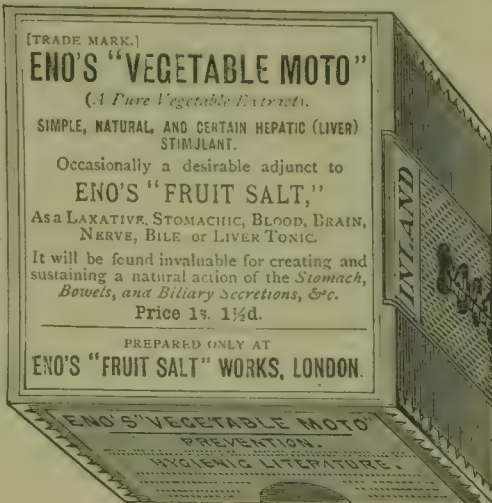 [TRADE MARK.]
ENO'S "VEGETABLE MOTO"
(A Pure Vegetable Extract).
SIMPLE, NATURAL, AND CERTAIN HEPATIC (LIVER)
STIMULANT.
Occasionally a desirable adjunct to
ENO'S "FRUIT SALT,"
As a LAXATIVE, STOMACHIC, BLOOD, BRAIN,
NERVE, BILE or LIVER TONIC.
It will be found invaluable for creating and
sustaining a natural action of the Stomach,
Bowels, and Biliary Secretions, &c.
Price 1s. 1½d.
PREPARED ONLY AT
ENO'S "FRUIT SALT" WORKS, LONDON.
INLAND
ENO'S "VEGETABLE MOTO"
PREVENTION.
HYGIENIC LITERATURE.